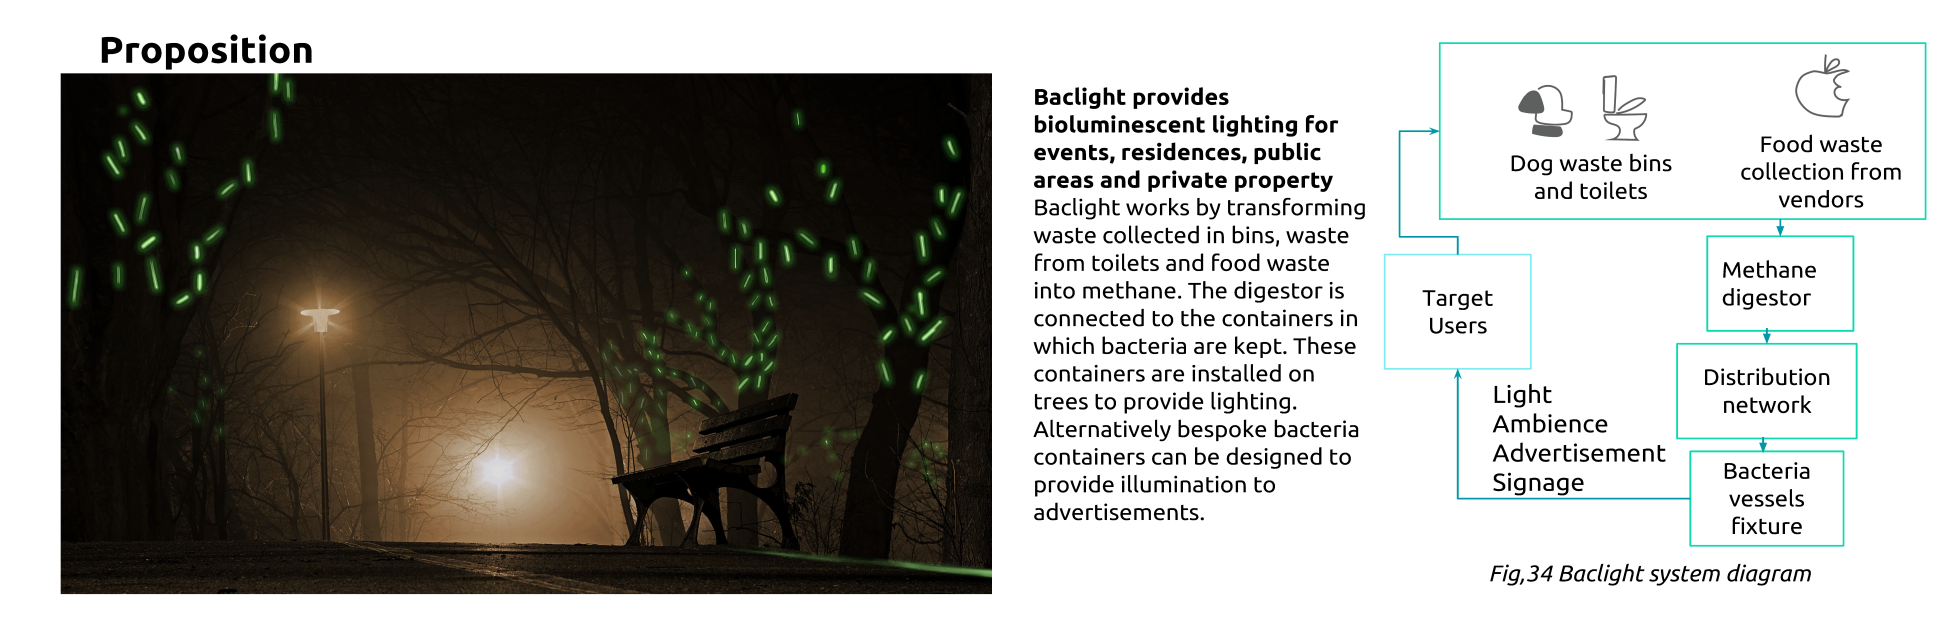 Proposition
Baclight provides
bioluminescent lighting for
events, residences, public
areas and private property
Baclight works by transforming
waste collected in bins, waste
from toilets and food waste
into methane. The digestor is
connected to the containers in
which bacteria are kept. These
containers are installed on
trees to provide lighting.
Alternatively bespoke bacteria
containers can be designed to
provide illumination to
advertisements.
Dog waste bins
and toilets
Food waste
collection from
vendors
Methane
digestor
Distribution
network
Bacteria
vessels
fixture
Light
Ambience
Advertisement
Signage
Target
Users
Fig,34 Baclight system diagram